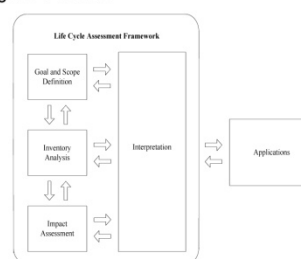 Life Cycle Assessment Framework
Goal and Scope
Definition
Inventory
Analysis
Interpretation
Applications
Impact
Assessment